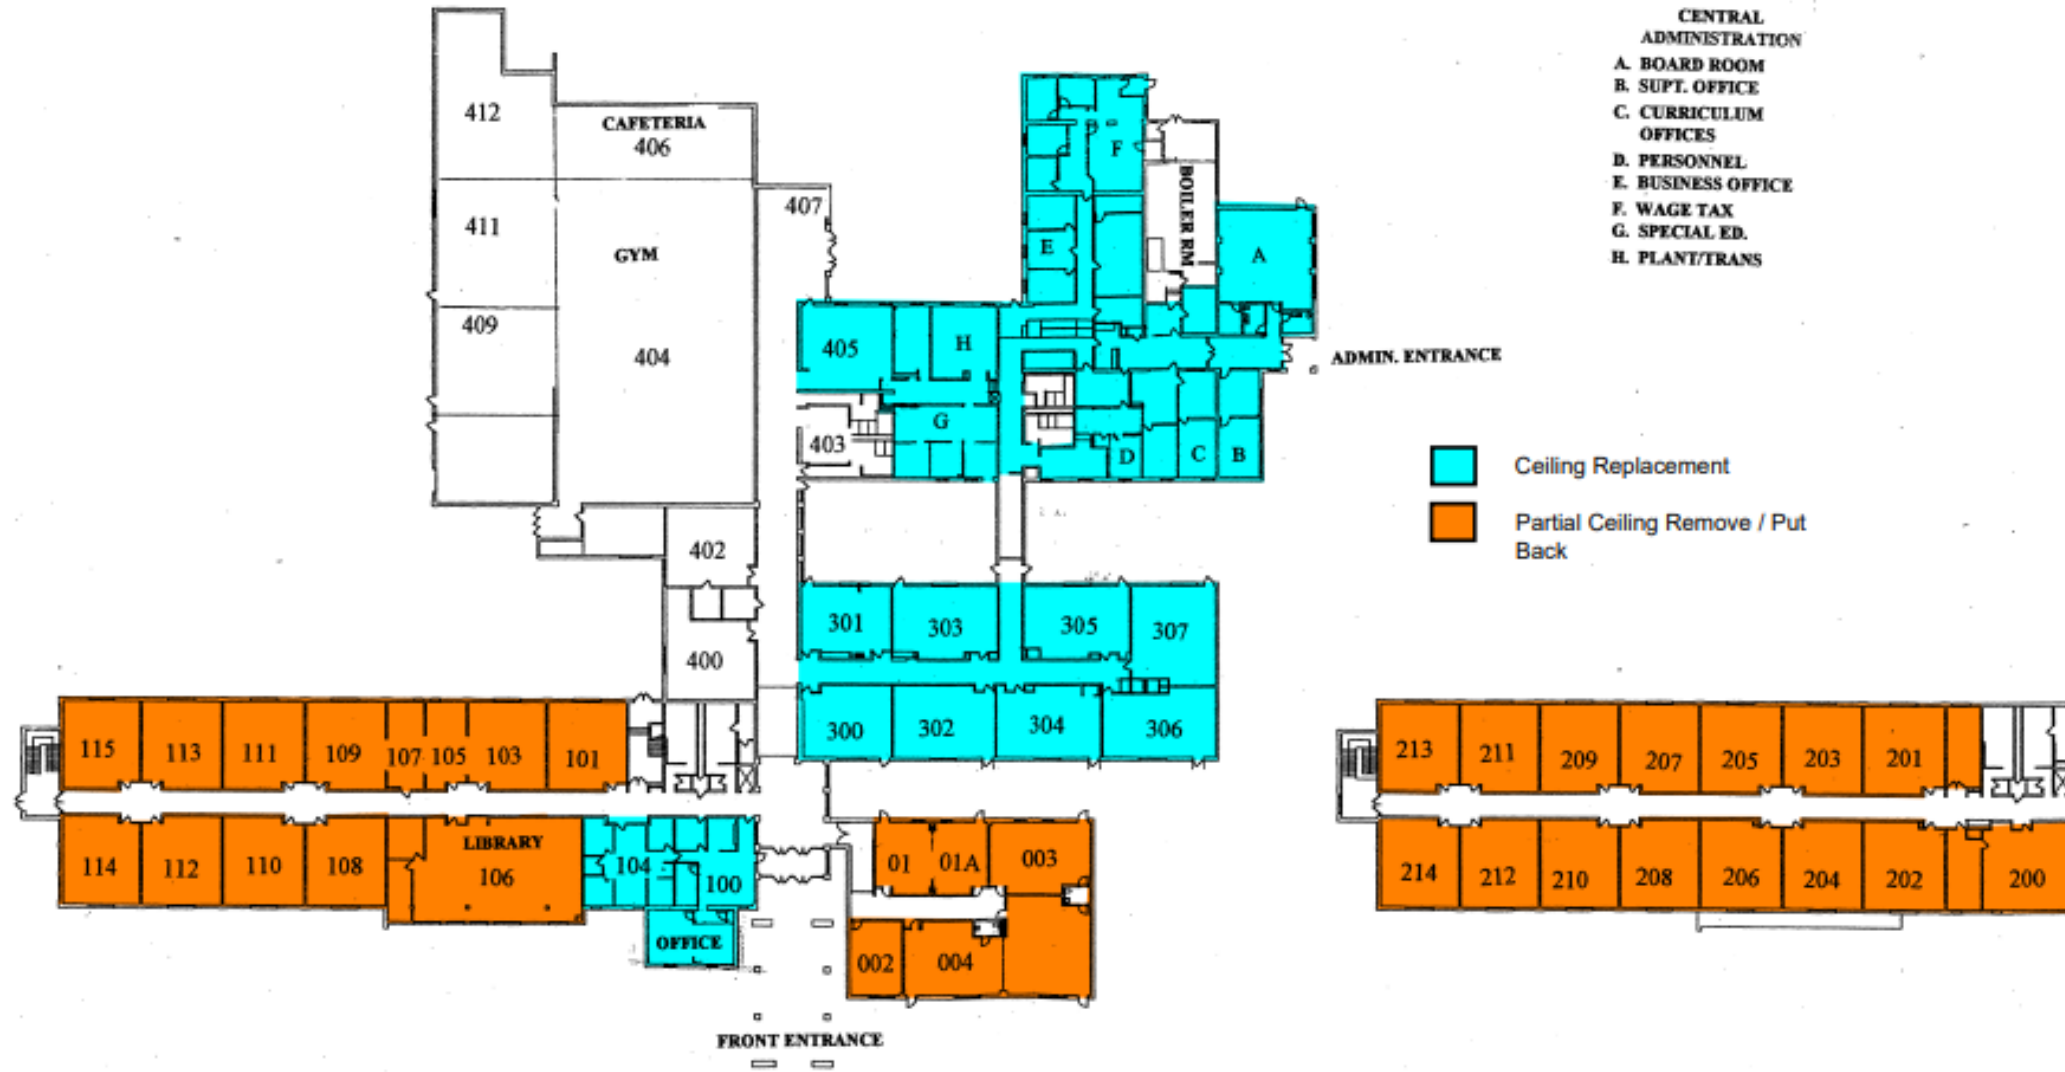 CENTRAL
ADMINISTRATION
A. BOARD ROOM
B. SUPT. OFFICE
C. CURRICULUM
OFFICES
D. PERSONNEL
E. BUSINESS OFFICE
F. WAGE TAX
G. SPECIAL ED.
H. PLANT/TRANS
412
CAFETERIA
406
F
BOILER RM
407
411
GYM
E
A
409
404
405
H
ADMIN. ENTRANCE
G
403
D
C
B
Ceiling Replacement
Partial Ceiling Remove / Put
Back
402
400
301
303
305
307
300
302
304
306
115
113
111
109
107
105
103
101
213
211
209
207
205
203
201
114
112
110
108
LIBRARY
106
104
100
OFFICE
01
01A
003
002
004
214
212
210
208
206
204
202
200
FRONT ENTRANCE